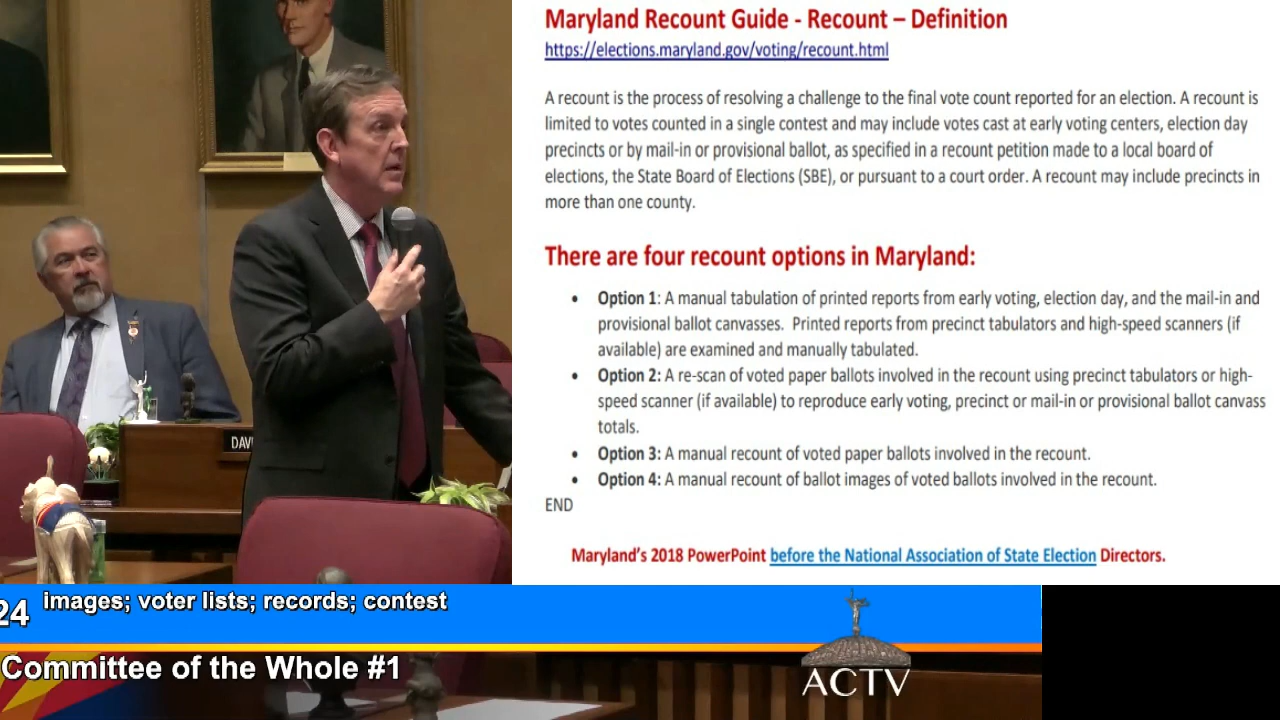 Maryland Recount Guide - Recount – Definition
https://elections.maryland.gov/voting/recount.html
A recount is the process of resolving a challenge to the final vote count reported for an election. A recount is
limited to votes counted in a single contest and may include votes cast at early voting centers, election day
precincts or by mail-in or provisional ballot, as specified in a recount petition made to a local board of
elections, the State Board of Elections (SBE), or pursuant to a court order. A recount may include precincts in
more than one county.
There are four recount options in Maryland:
• Option 1: A manual tabulation of printed reports from early voting, election day, and the mail-in and
provisional ballot canvasses. Printed reports from precinct tabulators and high-speed scanners (if
available) are examined and manually tabulated.
• Option 2: A re-scan of voted paper ballots involved in the recount using precinct tabulators or high-
speed scanner (if available) to reproduce early voting, precinct or mail-in or provisional ballot canvass
totals.
• Option 3: A manual recount of voted paper ballots involved in the recount.
• Option 4: A manual recount of ballot images of voted ballots involved in the recount.
END
Maryland's 2018 PowerPoint before the National Association of State Election Directors.
DAV
24 images; voter lists; records; contest
Committee of the Whole #1
ACTV